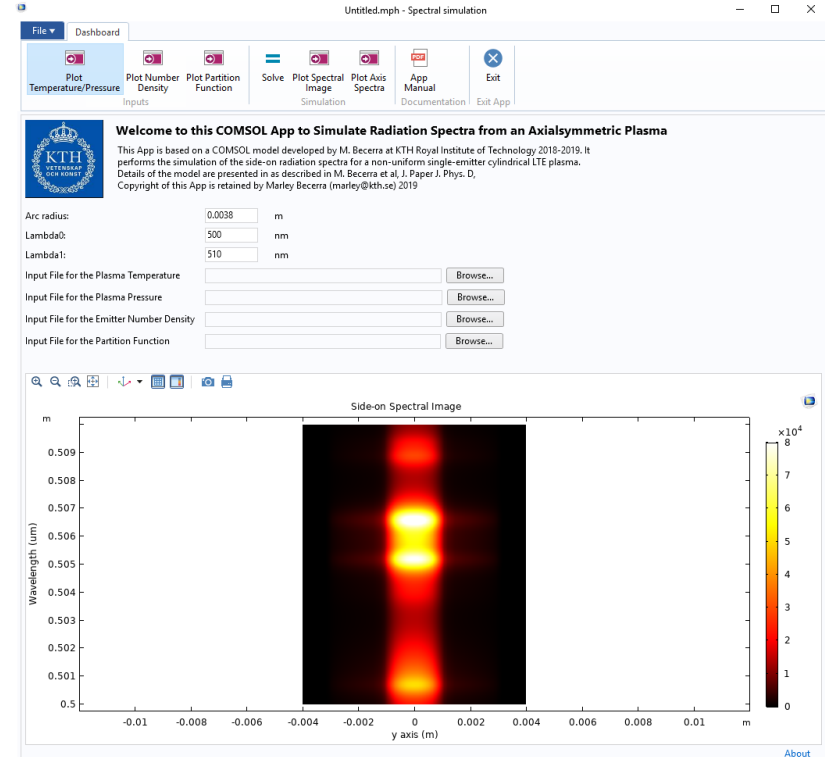 Untitled.mph - Spectral simulation
File ▾ Dashboard
Plot Temperature/Pressure
Plot Number Density
Plot Partition Function
Solve
Plot Spectral Image
Plot Axis Spectra
PDF
App Manual
Exit
Inputs
Simulation
Documentation
Exit App
KTH
VETENSKAP
OCH KONST
Welcome to this COMSOL App to Simulate Radiation Spectra from an Axialsymmetric Plasma
This App is based on a COMSOL model developed by M. Becerra at KTH Royal Institute of Technology 2018-2019. It
performs the simulation of the side-on radiation spectra for a non-uniform single-emitter cylindrical LTE plasma.
Details of the model are presented in as described in M. Becerra et al, J. Paper J. Phys. D,
Copyright of this App is retained by Marley Becerra (marley@kth.se) 2019
Arc radius: 0.0038 m
Lambda0: 500 nm
Lambda1: 510 nm
Input File for the Plasma Temperature Browse...
Input File for the Plasma Pressure Browse...
Input File for the Emitter Number Density Browse...
Input File for the Partition Function Browse...
Side-on Spectral Image
m
×10⁴
8
7
6
5
4
3
2
1
0
Wavelength (um)
0.509
0.508
0.507
0.506
0.505
0.504
0.503
0.502
0.501
0.5
-0.01 -0.008 -0.006 -0.004 -0.002 0 0.002 0.004 0.006 0.008 0.01 m
y axis (m)
About